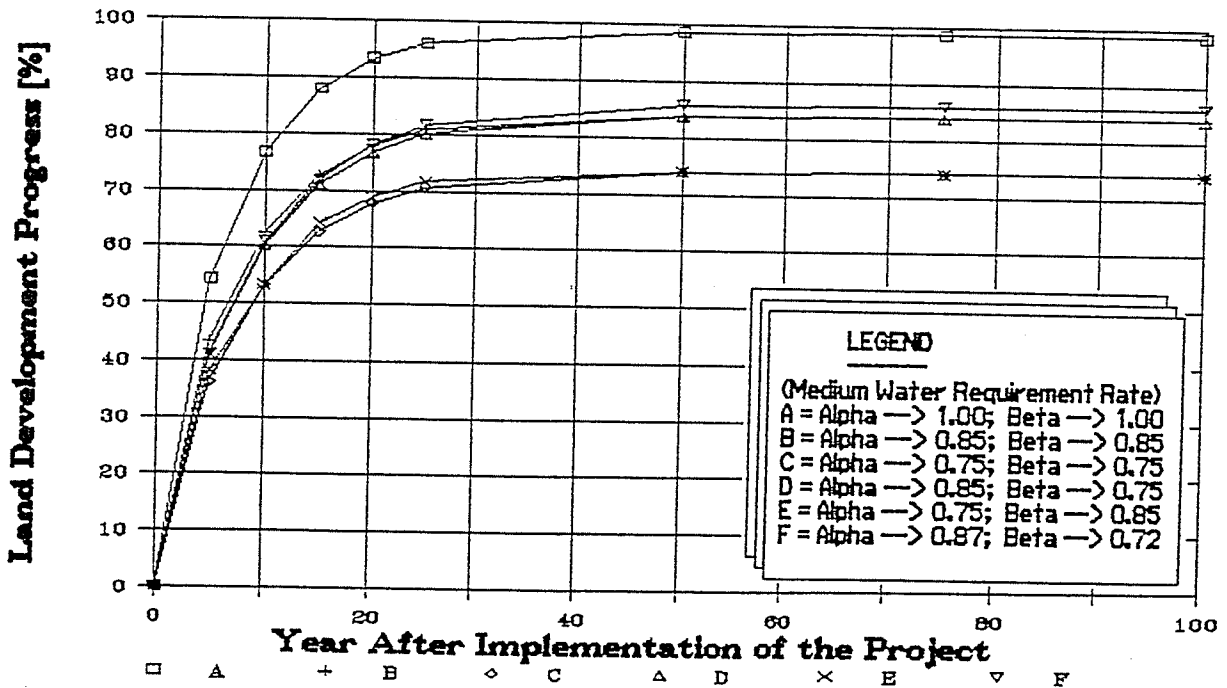 Land Development Progress [%]
100
90
80
70
60
50
40
30
20
10
0
LEGEND
(Medium Water Requirement Rate)
A = Alpha —> 1.00; Beta —> 1.00
B = Alpha —> 0.85; Beta —> 0.85
C = Alpha —> 0.75; Beta —> 0.75
D = Alpha —> 0.85; Beta —> 0.75
E = Alpha —> 0.75; Beta —> 0.85
F = Alpha —> 0.87; Beta —> 0.72
0 20 40 60 80 100
Year After Implementation of the Project
A B C D E F